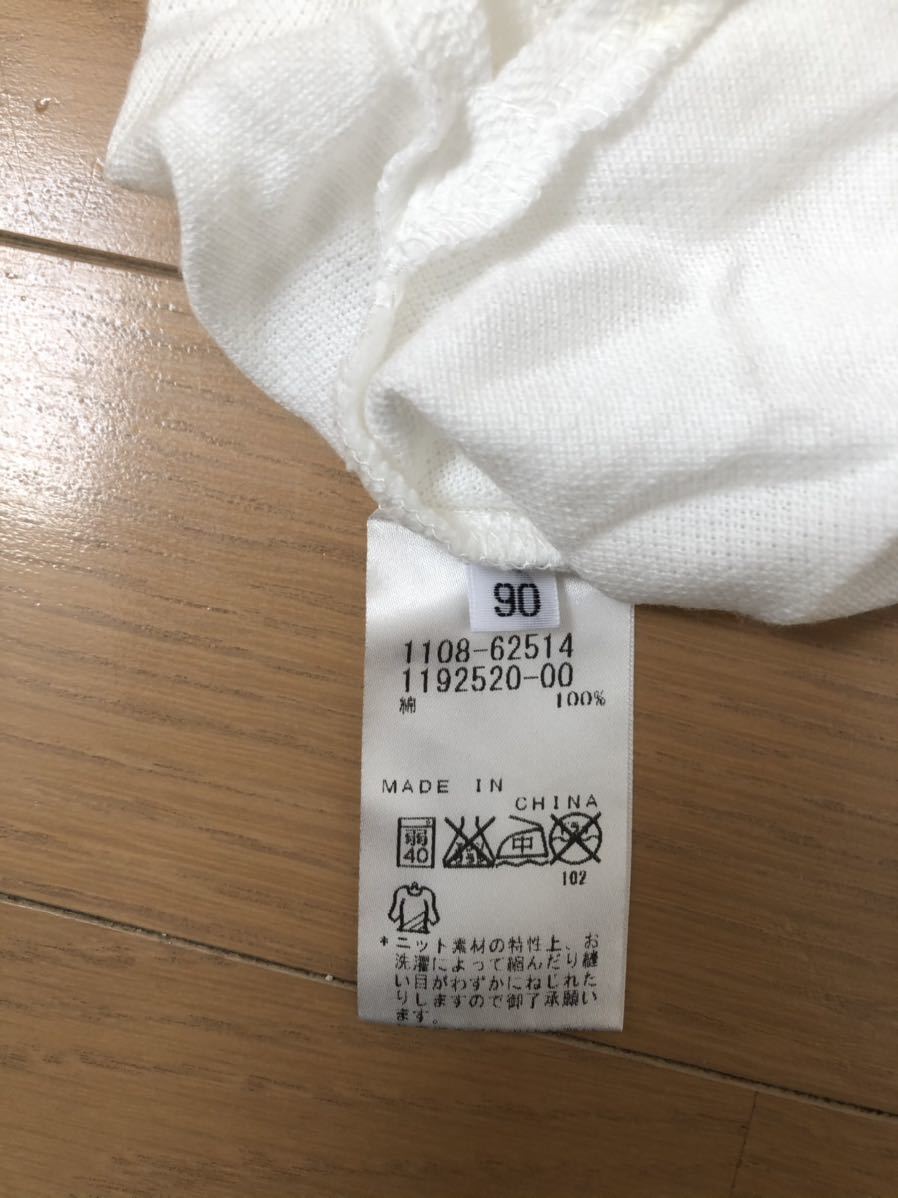 90
1108-62514
1192520-00
綿 100%
MADE IN
CHINA
弱
40
中
102
*ニット素材の特性上、お
洗濯によって縮んだり縫
い目がわずかにねじれた
りしますので御了承願い
ます。